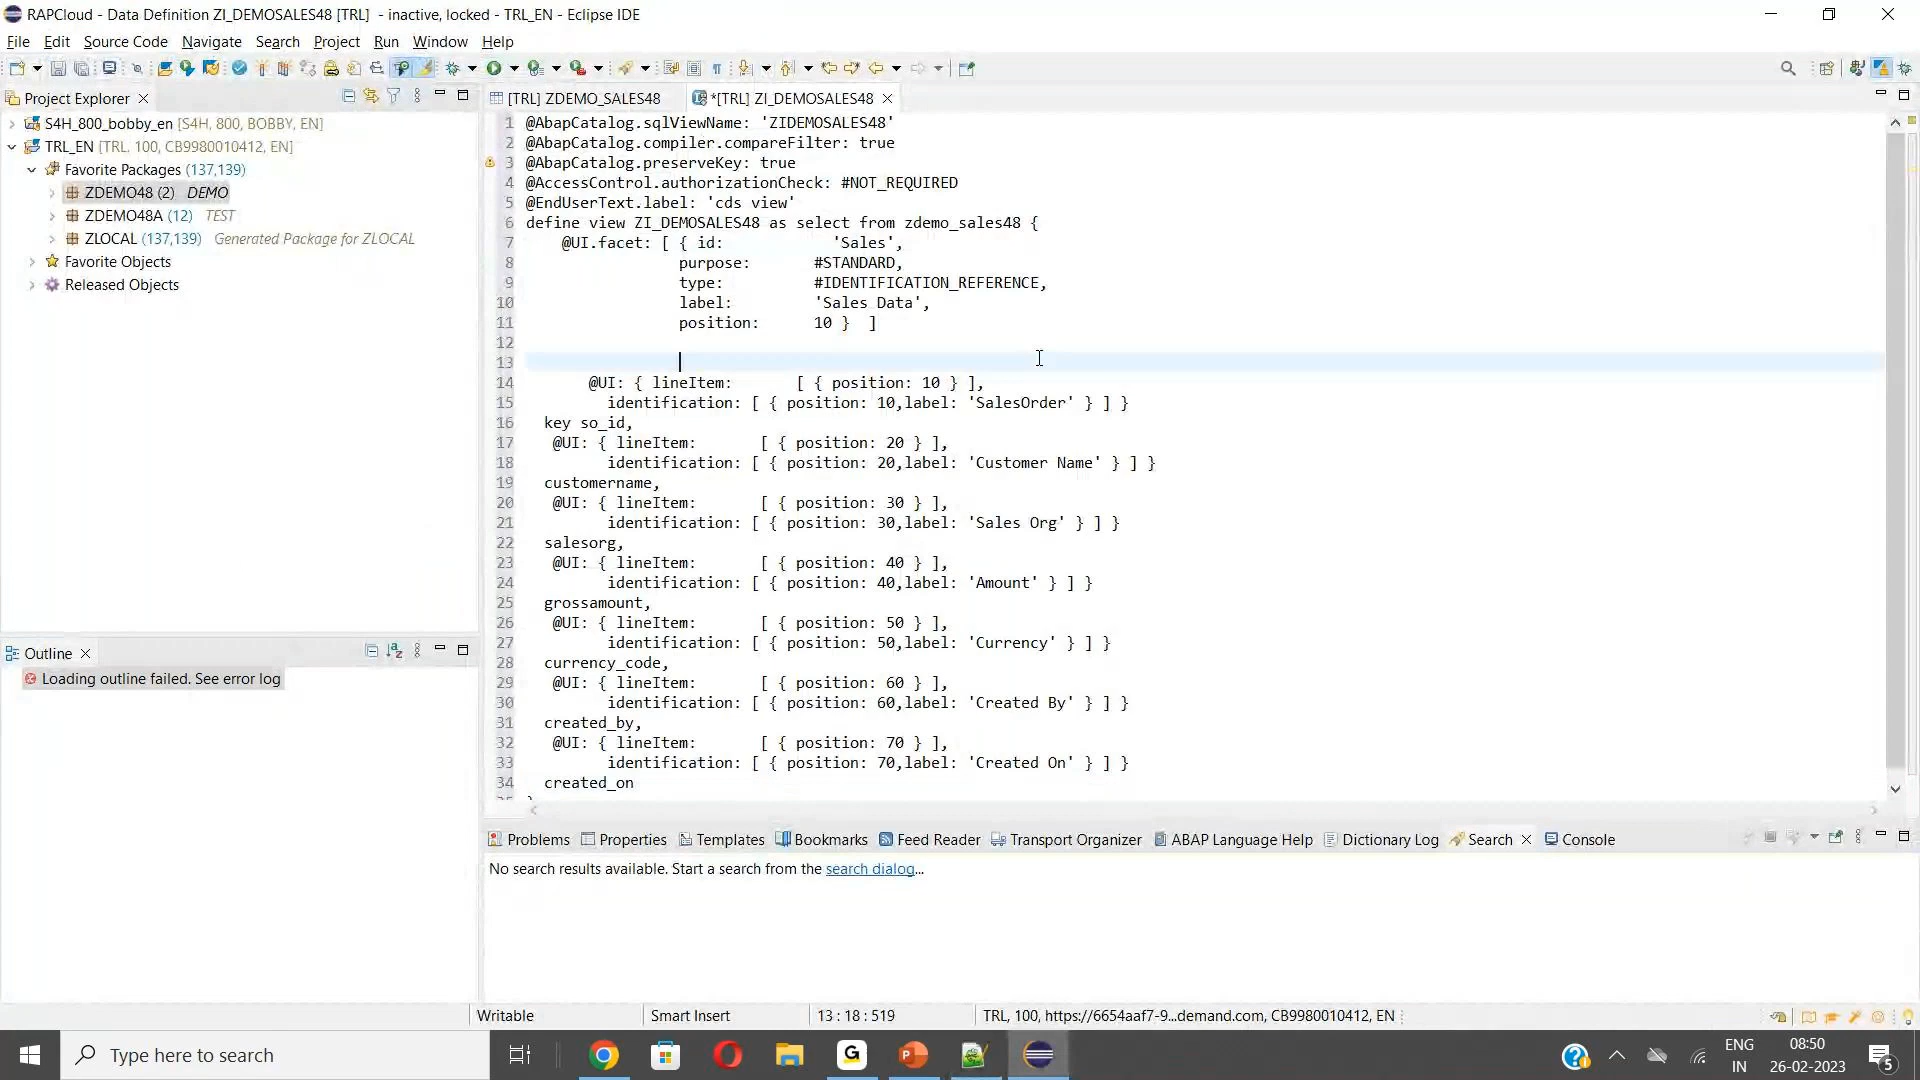 RAPCloud - Data Definition ZI_DEMOSALES48 [TRL]  - inactive, locked - TRL_EN - Eclipse IDE
File Edit Source Code Navigate Search Project Run Window Help
Project Explorer
[TRL] ZDEMO_SALES48
*[TRL] ZI_DEMOSALES48
S4H_800_bobby_en [S4H, 800, BOBBY, EN]
TRL_EN [TRL, 100, CB9980010412, EN]
Favorite Packages (137,139)
ZDEMO48 (2) DEMO
ZDEMO48A (12) TEST
ZLOCAL (137,139) Generated Package for ZLOCAL
Favorite Objects
Released Objects
Outline
Loading outline failed. See error log
1 @AbapCatalog.sqlViewName: 'ZIDEMOSALES48'
2 @AbapCatalog.compiler.compareFilter: true
3 @AbapCatalog.preserveKey: true
4 @AccessControl.authorizationCheck: #NOT_REQUIRED
5 @EndUserText.label: 'cds view'
6 define view ZI_DEMOSALES48 as select from zdemo_sales48 {
7 @UI.facet: [ { id: 'Sales',
8 purpose: #STANDARD,
9 type: #IDENTIFICATION_REFERENCE,
10 label: 'Sales Data',
11 position: 10 } ]
12
13
14 @UI: { lineItem: [ { position: 10 } ],
15 identification: [ { position: 10,label: 'SalesOrder' } ] }
16 key so_id,
17 @UI: { lineItem: [ { position: 20 } ],
18 identification: [ { position: 20,label: 'Customer Name' } ] }
19 customername,
20 @UI: { lineItem: [ { position: 30 } ],
21 identification: [ { position: 30,label: 'Sales Org' } ] }
22 salesorg,
23 @UI: { lineItem: [ { position: 40 } ],
24 identification: [ { position: 40,label: 'Amount' } ] }
25 grossamount,
26 @UI: { lineItem: [ { position: 50 } ],
27 identification: [ { position: 50,label: 'Currency' } ] }
28 currency_code,
29 @UI: { lineItem: [ { position: 60 } ],
30 identification: [ { position: 60,label: 'Created By' } ] }
31 created_by,
32 @UI: { lineItem: [ { position: 70 } ],
33 identification: [ { position: 70,label: 'Created On' } ] }
34 created_on
Problems Properties Templates Bookmarks Feed Reader Transport Organizer ABAP Language Help Dictionary Log Search Console
No search results available. Start a search from the search dialog...
Writable
Smart Insert
13 : 18 : 519
TRL, 100, https://6654aaf7-9...demand.com, CB9980010412, EN
Type here to search
ENG
IN
08:50
26-02-2023
5